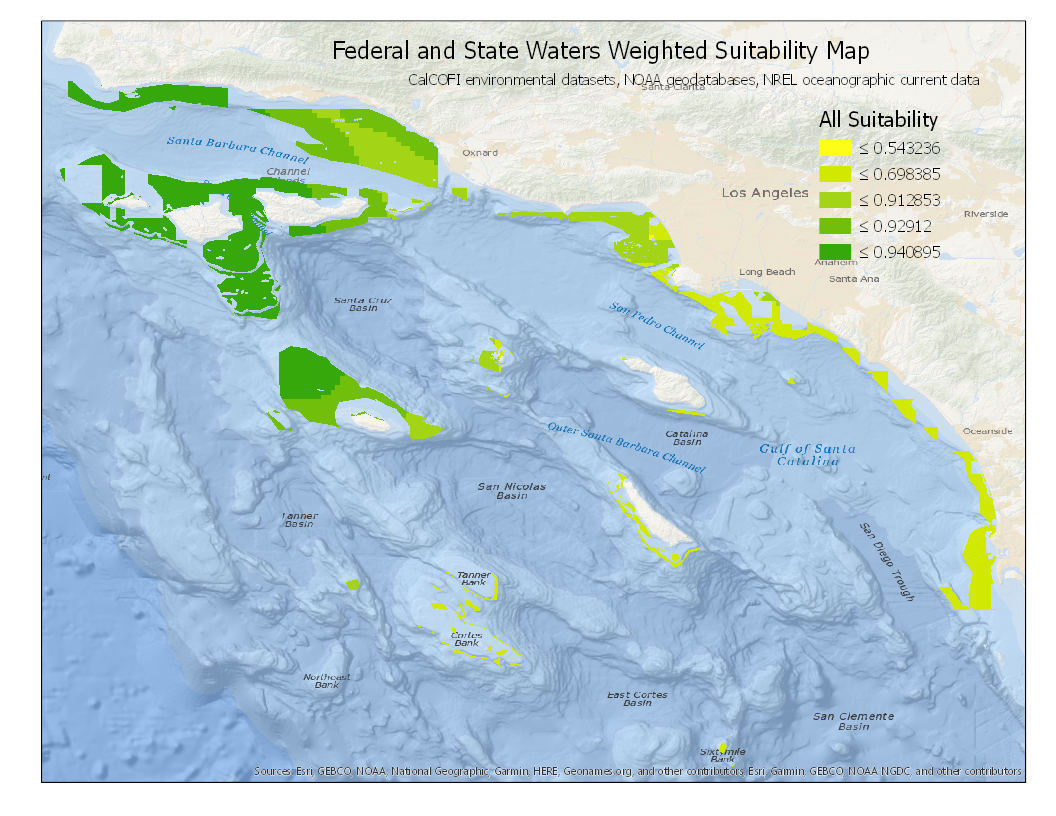 Federal and State Waters Weighted Suitability Map
CalCOFI environmental datasets, NOAA geodatabases, NREL oceanographic current data
Santa Clarita
All Suitability
≤ 0.543236
≤ 0.698385
≤ 0.912853
≤ 0.92912
≤ 0.940895
Santa Barbara Channel
Channel
Oxnard
Los Angeles
Riverside
Anaheim
Long Beach
Santa Ana
Santa Cruz
Basin
San Pedro Channel
Outer Santa Barbara Channel
Catalina
Basin
Gulf of Santa
Catalina
Oceanside
San Nicolas
Basin
Tanner
Basin
San Diego Trough
Tanner
Bank
Cortes
Bank
Northeast
Bank
East Cortes
Basin
San Clemente
Basin
Sixtymile
Bank
Sources: Esri, GEBCO, NOAA, National Geographic, Garmin, HERE, Geonames.org, and other contributors, Esri, Garmin, GEBCO, NOAA NGDC, and other contributors